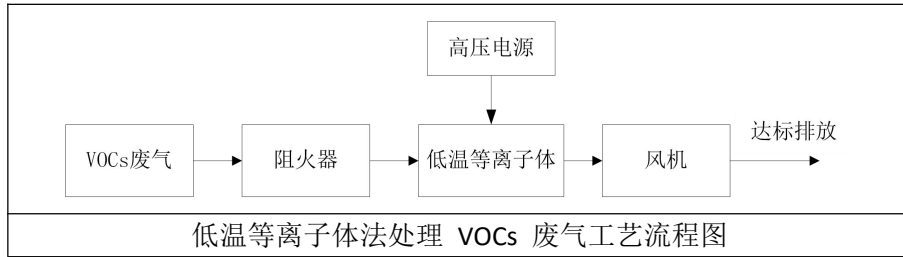 高压电源
达标排放
VOCs废气
阻火器
低温等离子体
风机
低温等离子体法处理 VOCs 废气工艺流程图